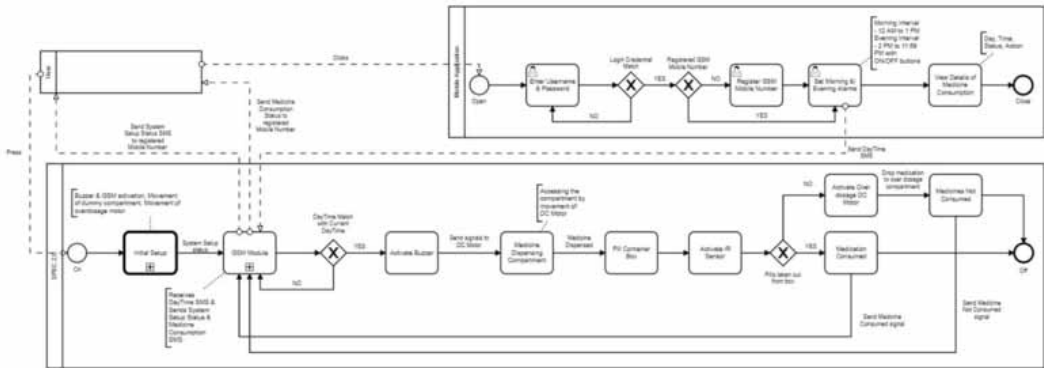 Mobile Application
Open
Enter Username
& Password
Login Credential
Match
YES
NO
Registered GSM
Mobile Number
NO
YES
Register GSM
Mobile Number
Set Morning &
Evening Alarms
Morning Interval
- 12 AM to 1 PM
Evening Interval
- 2 PM to 11:59
PM with
ON/OFF buttons
View Details of
Medicine
Consumption
Day, Time,
Status, Action
Close
Clicks
Press
Send System
Setup Status SMS
to registered
Mobile Number
Send Medicine
Consumption
Status to
registered
Mobile Number
Send Day/Time
SMS
On
Buzzer & GSM activation, Movement
of dummy compartment, Movement of
overdosage motor
Initial Setup
System Setup
status
GSM Module
Receives
Day/Time SMS &
Sends System
Setup Status &
Medicine
Consumption
SMS
Day/Time Match
with Current
Day/Time
YES
NO
Activate Buzzer
Send signals to
DC Motor
Accessing the
compartment by
movement of
DC Motor
Medicine
Dispensing
Compartment
Medicine
Dispensed
Pill Container
Box
Activate IR
Sensor
Pills taken out
from box
NO
YES
Activate Over
dosage DC
Motor
Drop medication
to over dosage
compartment
Medicines Not
Consumed
Medication
Consumed
Off
Send Medicine
Consumed signal
Send Medicine
Not Consumed
signal